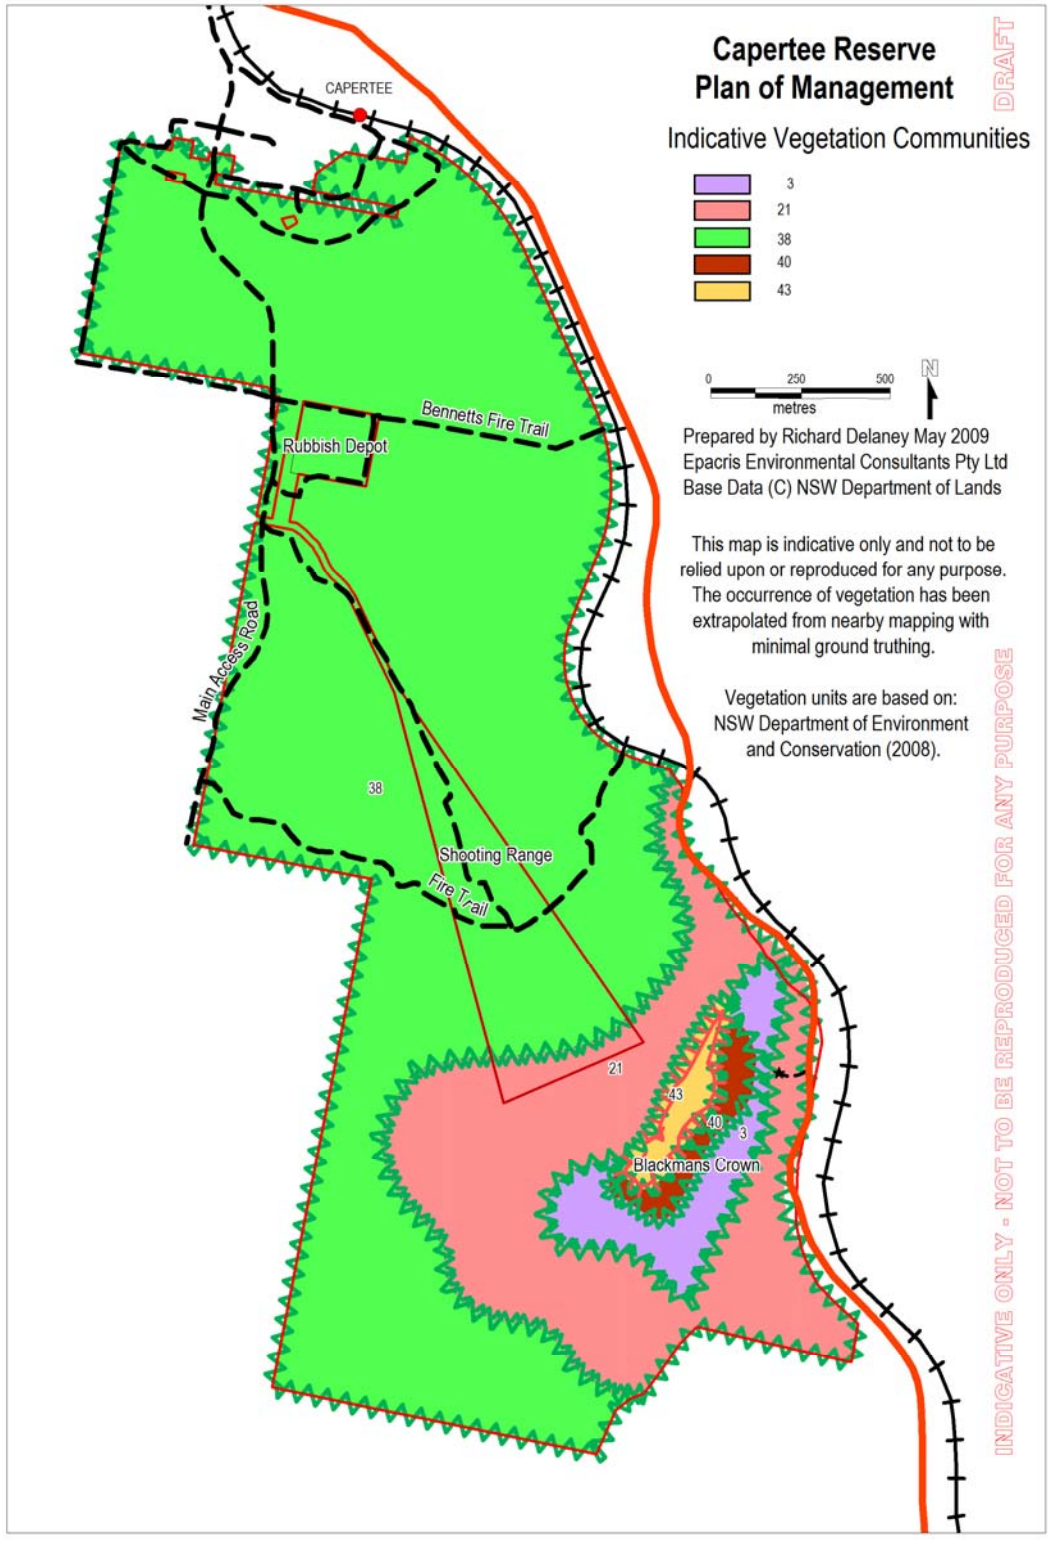 Capertee Reserve
Plan of Management
Indicative Vegetation Communities
3
21
38
40
43
DRAFT
CAPERTEE
N
0 250 500
metres
Prepared by Richard Delaney May 2009
Epacris Environmental Consultants Pty Ltd
Base Data (C) NSW Department of Lands
This map is indicative only and not to be
relied upon or reproduced for any purpose.
The occurrence of vegetation has been
extrapolated from nearby mapping with
minimal ground truthing.
Vegetation units are based on:
NSW Department of Environment
and Conservation (2008).
INDICATIVE ONLY - NOT TO BE REPRODUCED FOR ANY PURPOSE
Bennetts Fire Trail
Rubbish Depot
Main Access Road
38
Shooting Range
Fire Trail
21
43
40
3
Blackmans Crown